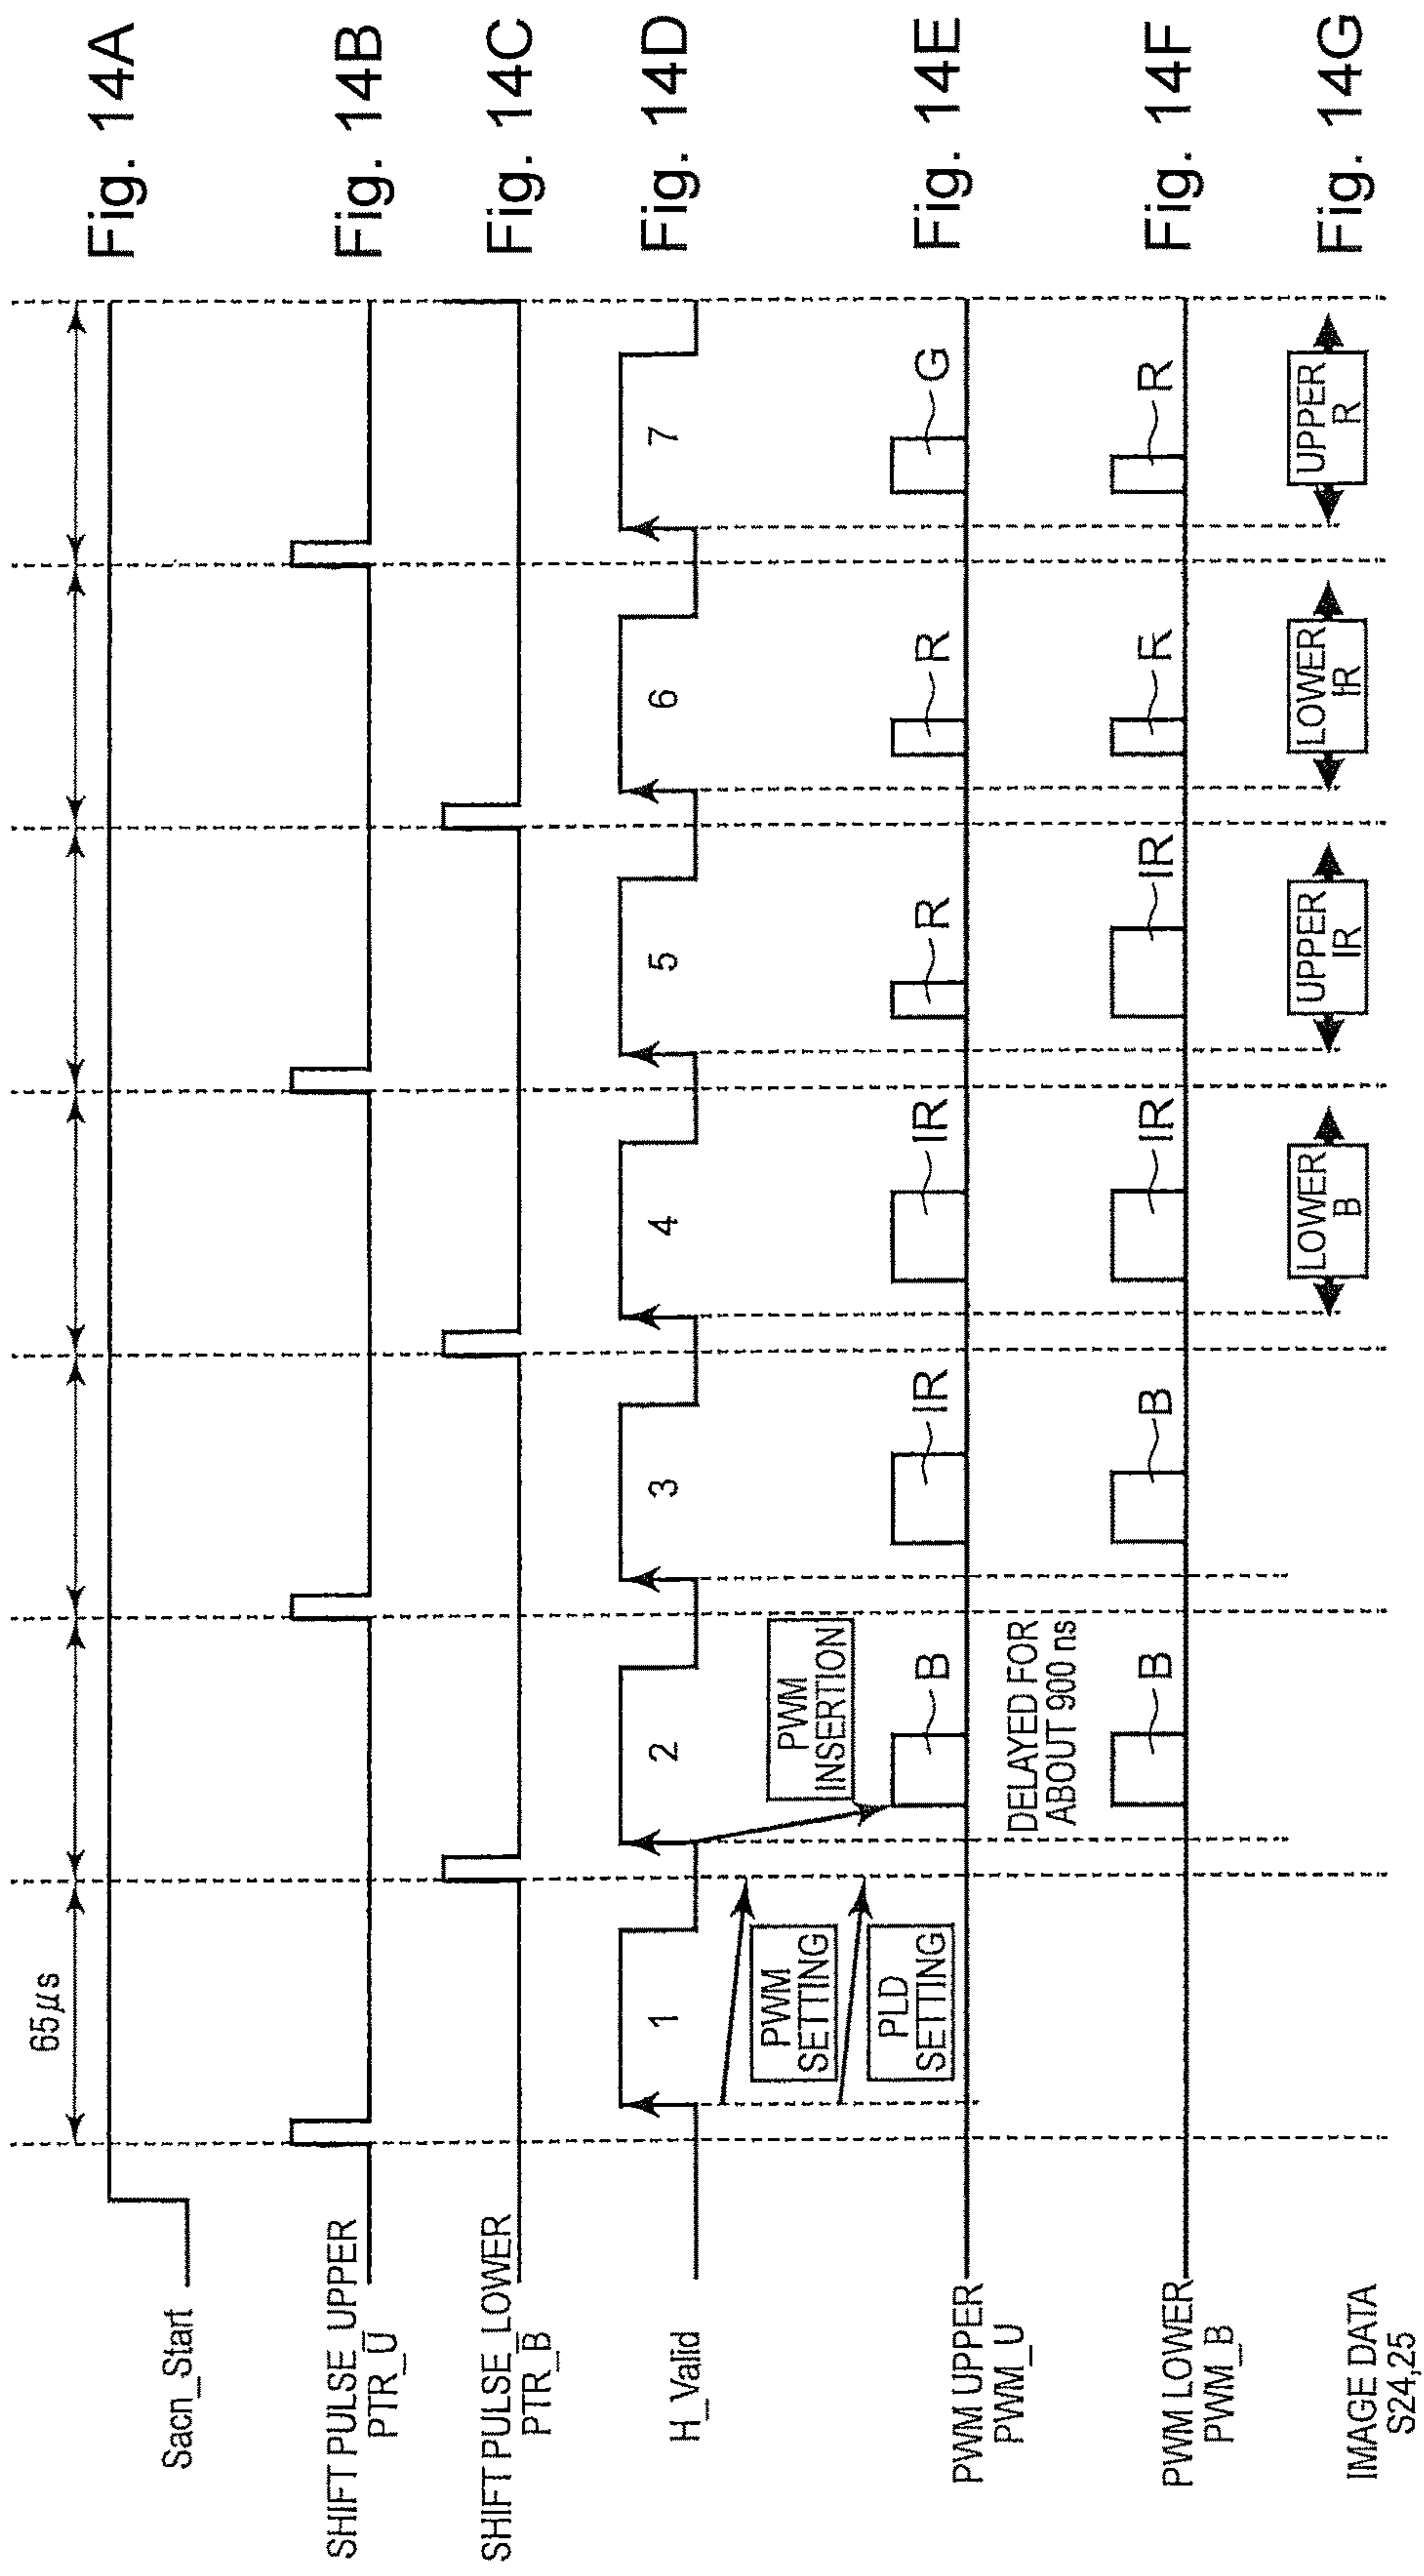 65μs
Sacn_Start
Fig. 14A
SHIFT PULSE_UPPER
PTR_U
Fig. 14B
SHIFT PULSE_LOWER
PTR_B
Fig. 14C
H_Valid
1
2
3
4
5
6
7
Fig. 14D
PWM
SETTING
PLD
SETTING
PWM
INSERTION
PWM UPPER
PWM_U
B
IR
IR
R
R
G
Fig. 14E
DELAYED FOR
ABOUT 900 ns
PWM LOWER
PWM_B
B
B
IR
IR
R
R
Fig. 14F
IMAGE DATA
S24,25
LOWER
B
UPPER
IR
LOWER
IR
UPPER
R
Fig. 14G